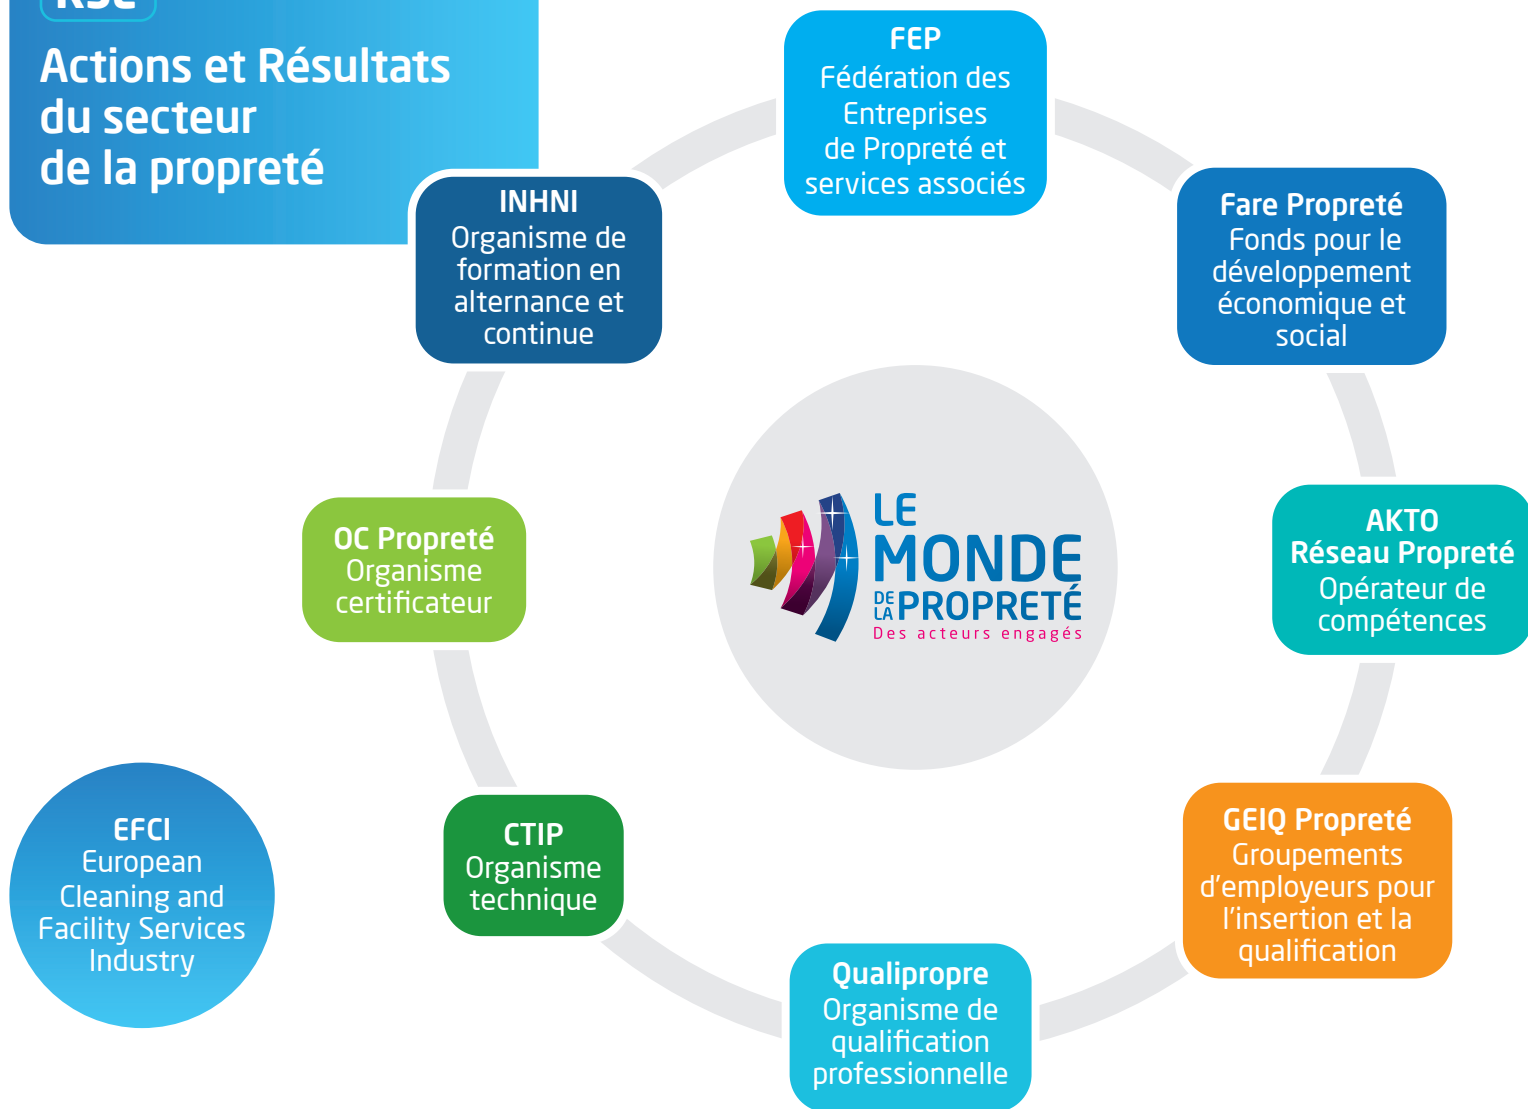 RSE
Actions et Résultats
du secteur
de la propreté
FEP
Fédération des
Entreprises
de Propreté et
services associés
INHNI
Organisme de
formation en
alternance et
continue
Fare Propreté
Fonds pour le
développement
économique et
social
OC Propreté
Organisme
certificateur
LE
MONDE
DE LA PROPRETÉ
Des acteurs engagés
AKTO
Réseau Propreté
Opérateur de
compétences
EFCI
European
Cleaning and
Facility Services
Industry
CTIP
Organisme
technique
GEIQ Propreté
Groupements
d'employeurs pour
l'insertion et la
qualification
Qualipropre
Organisme de
qualification
professionnelle